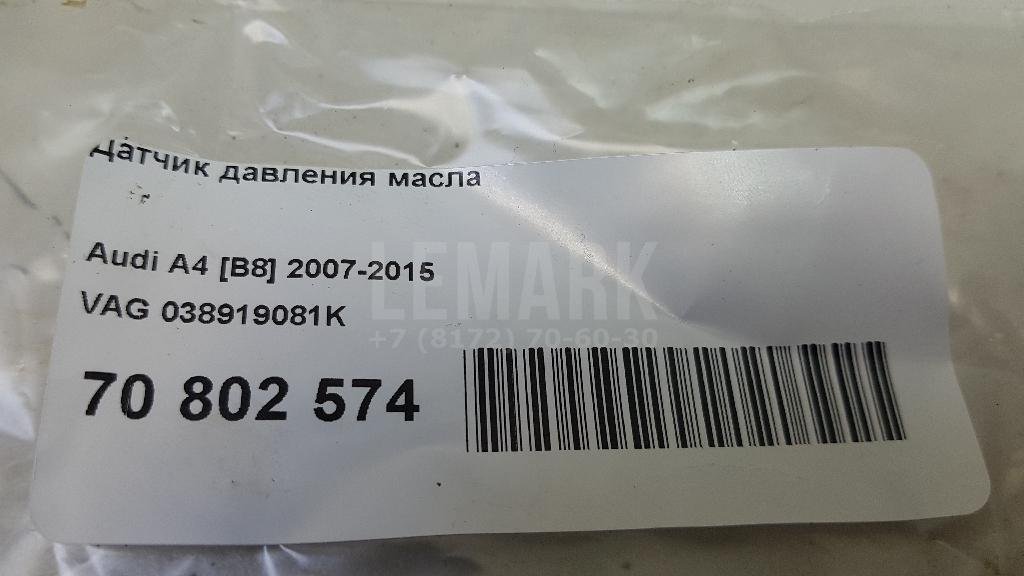 Датчик давления масла
Audi A4 [B8] 2007-2015
VAG 038919081K
70 802 574
LEMARK
+7 (8172) 70-60-30